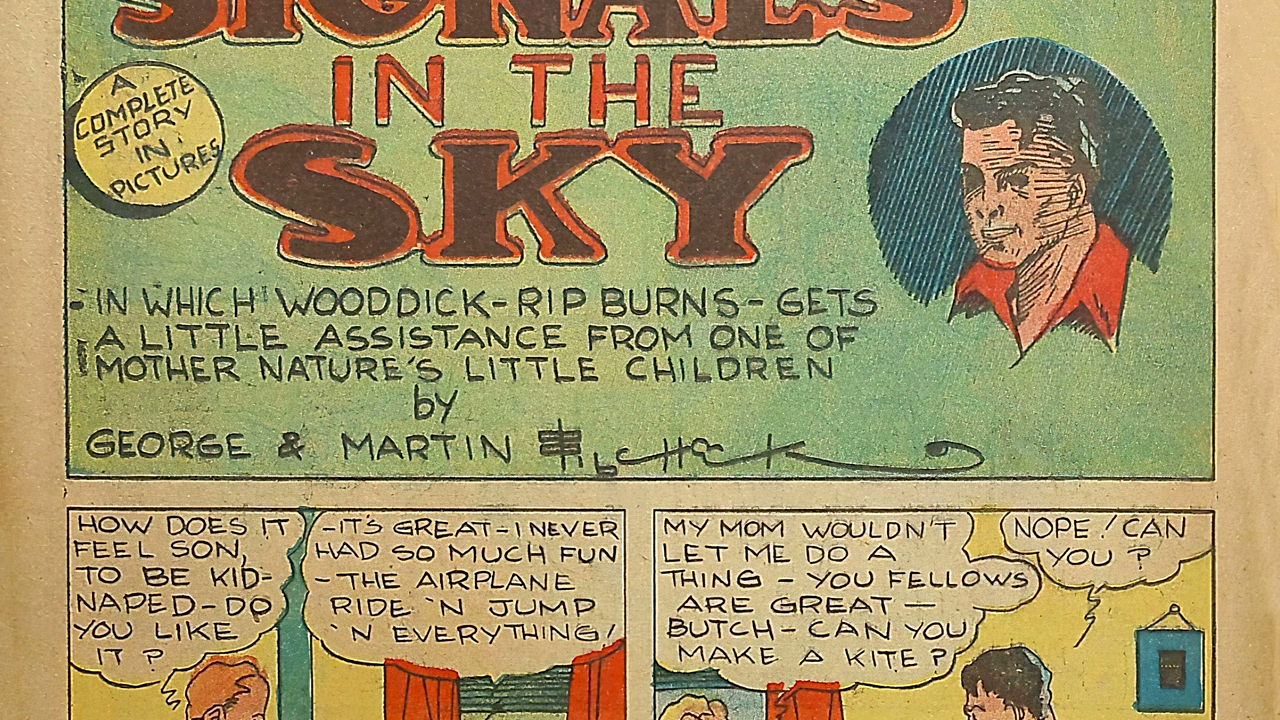 SIGNALS
IN THE
SKY
A
COMPLETE
STORY
IN
PICTURES
- IN WHICH WOODDICK-RIP BURNS- GETS
A LITTLE ASSISTANCE FROM ONE OF
MOTHER NATURE'S LITTLE CHILDREN
by
GEORGE & MARTIN
HOW DOES IT
FEEL SON,
TO BE KID-
NAPED-DO
YOU LIKE
IT ?
-IT'S GREAT-I NEVER
HAD SO MUCH FUN
-THE AIRPLANE
RIDE 'N JUMP
'N EVERYTHING!
MY MOM WOULDN'T
LET ME DO A
THING - YOU FELLOWS
ARE GREAT -
BUTCH- CAN YOU
MAKE A KITE ?
NOPE! CAN
YOU ?